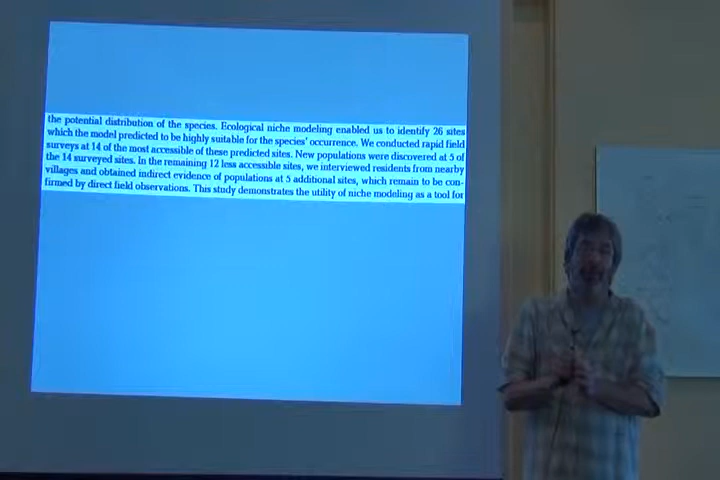 the potential distribution of the species. Ecological niche modeling enabled us to identify 26 sites
which the model predicted to be highly suitable for the species' occurrence. We conducted rapid field
surveys at 14 of the most accessible of these predicted sites. New populations were discovered at 5 of
the 14 surveyed sites. In the remaining 12 less accessible sites, we interviewed residents from nearby
villages and obtained indirect evidence of populations at 5 additional sites, which remain to be con-
firmed by direct field observations. This study demonstrates the utility of niche modeling as a tool for